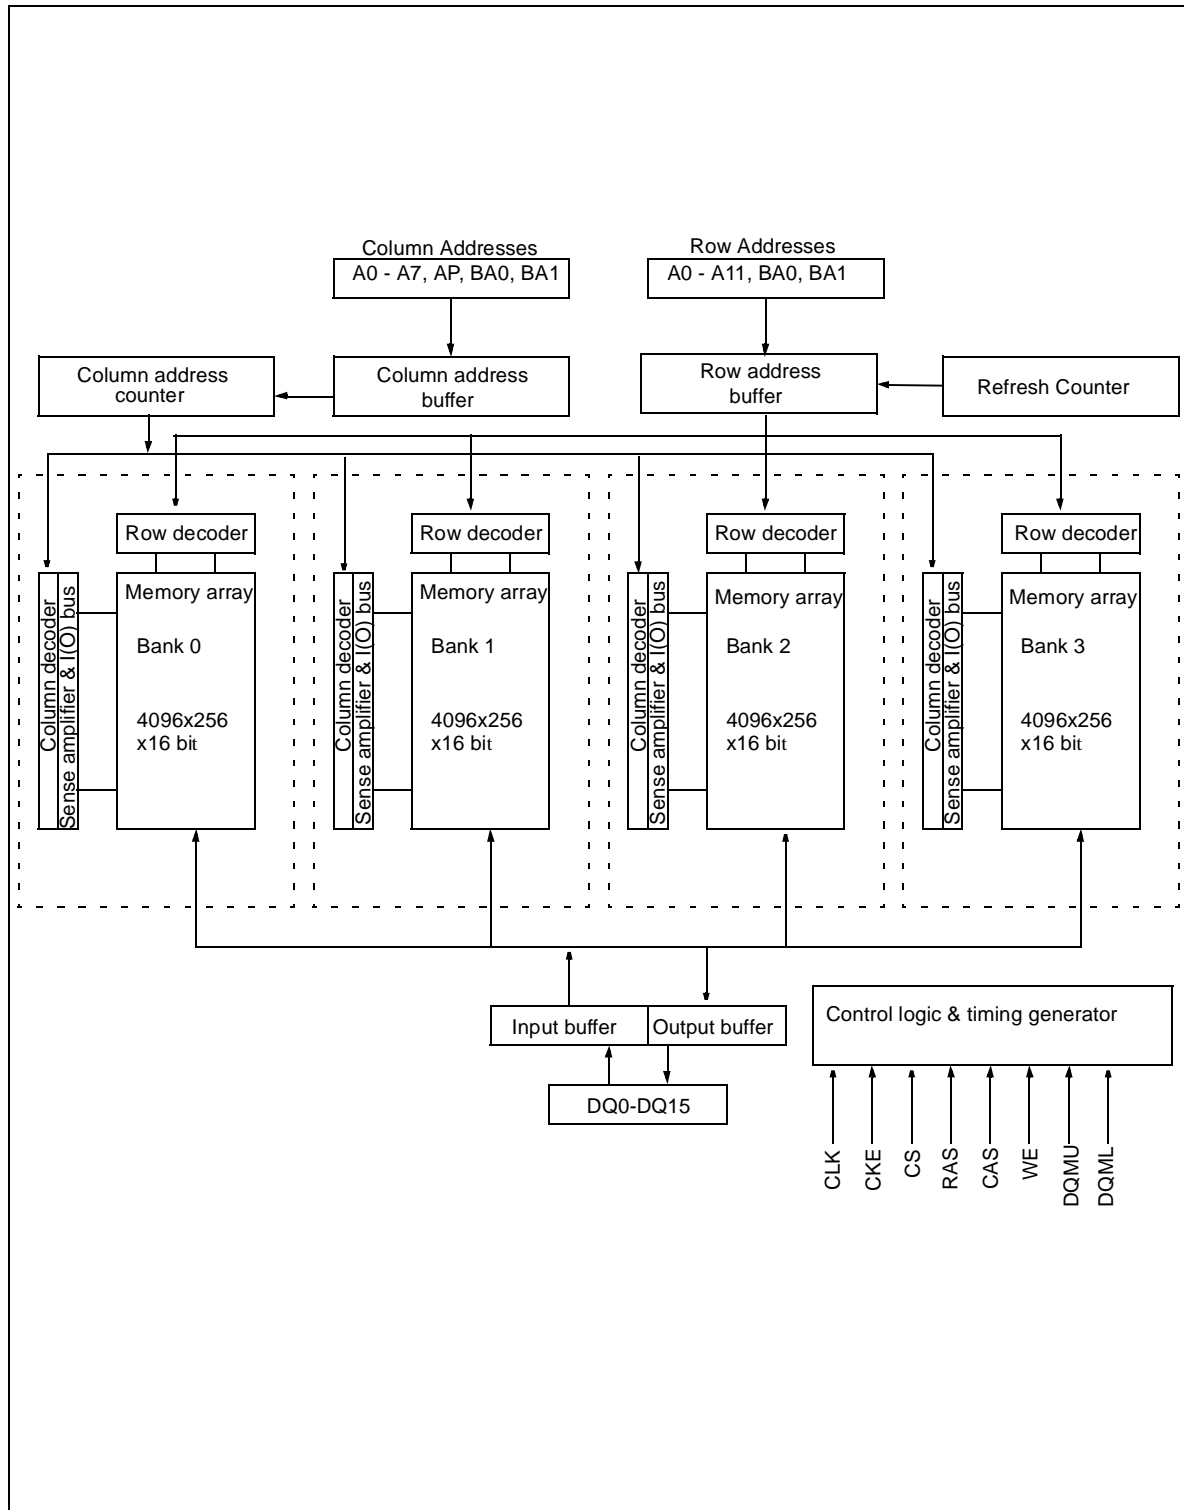 Column Addresses
A0 - A7, AP, BA0, BA1
Row Addresses
A0 - A11, BA0, BA1
Column address
counter
Column address
buffer
Row address
buffer
Refresh Counter
Row decoder
Row decoder
Row decoder
Row decoder
Column decoder
Sense amplifier & I(O) bus
Memory array
Bank 0
4096x256
x16 bit
Column decoder
Sense amplifier & I(O) bus
Memory array
Bank 1
4096x256
x16 bit
Column decoder
Sense amplifier & I(O) bus
Memory array
Bank 2
4096x256
x16 bit
Column decoder
Sense amplifier & I(O) bus
Memory array
Bank 3
4096x256
x16 bit
Input buffer
Output buffer
DQ0-DQ15
Control logic & timing generator
CLK
CKE
CS
RAS
CAS
WE
DQMU
DQML